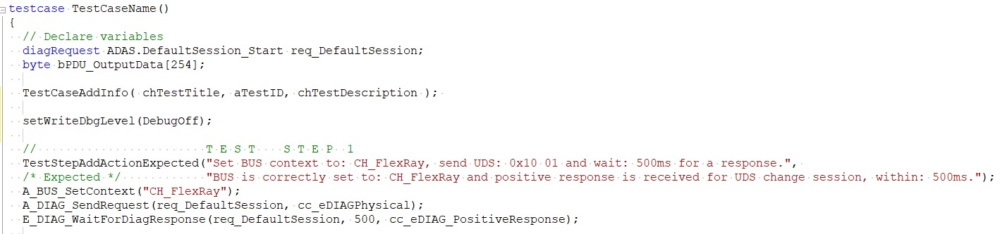 testcase TestCaseName()
{
// Declare variables
diagRequest ADAS.DefaultSession_Start req_DefaultSession;
byte bPDU_OutputData[254];
TestCaseAddInfo( chTestTitle, aTestID, chTestDescription );
setWriteDbgLevel(DebugOff);
// T E S T S T E P 1
TestStepAddActionExpected("Set BUS context to: CH_FlexRay, send UDS: 0x10 01 and wait: 500ms for a response.",
/* Expected */ "BUS is correctly set to: CH_FlexRay and positive response is received for UDS change session, within: 500ms.");
A_BUS_SetContext("CH_FlexRay");
A_DIAG_SendRequest(req_DefaultSession, cc_eDIAGPhysical);
E_DIAG_WaitForDiagResponse(req_DefaultSession, 500, cc_eDIAG_PositiveResponse);